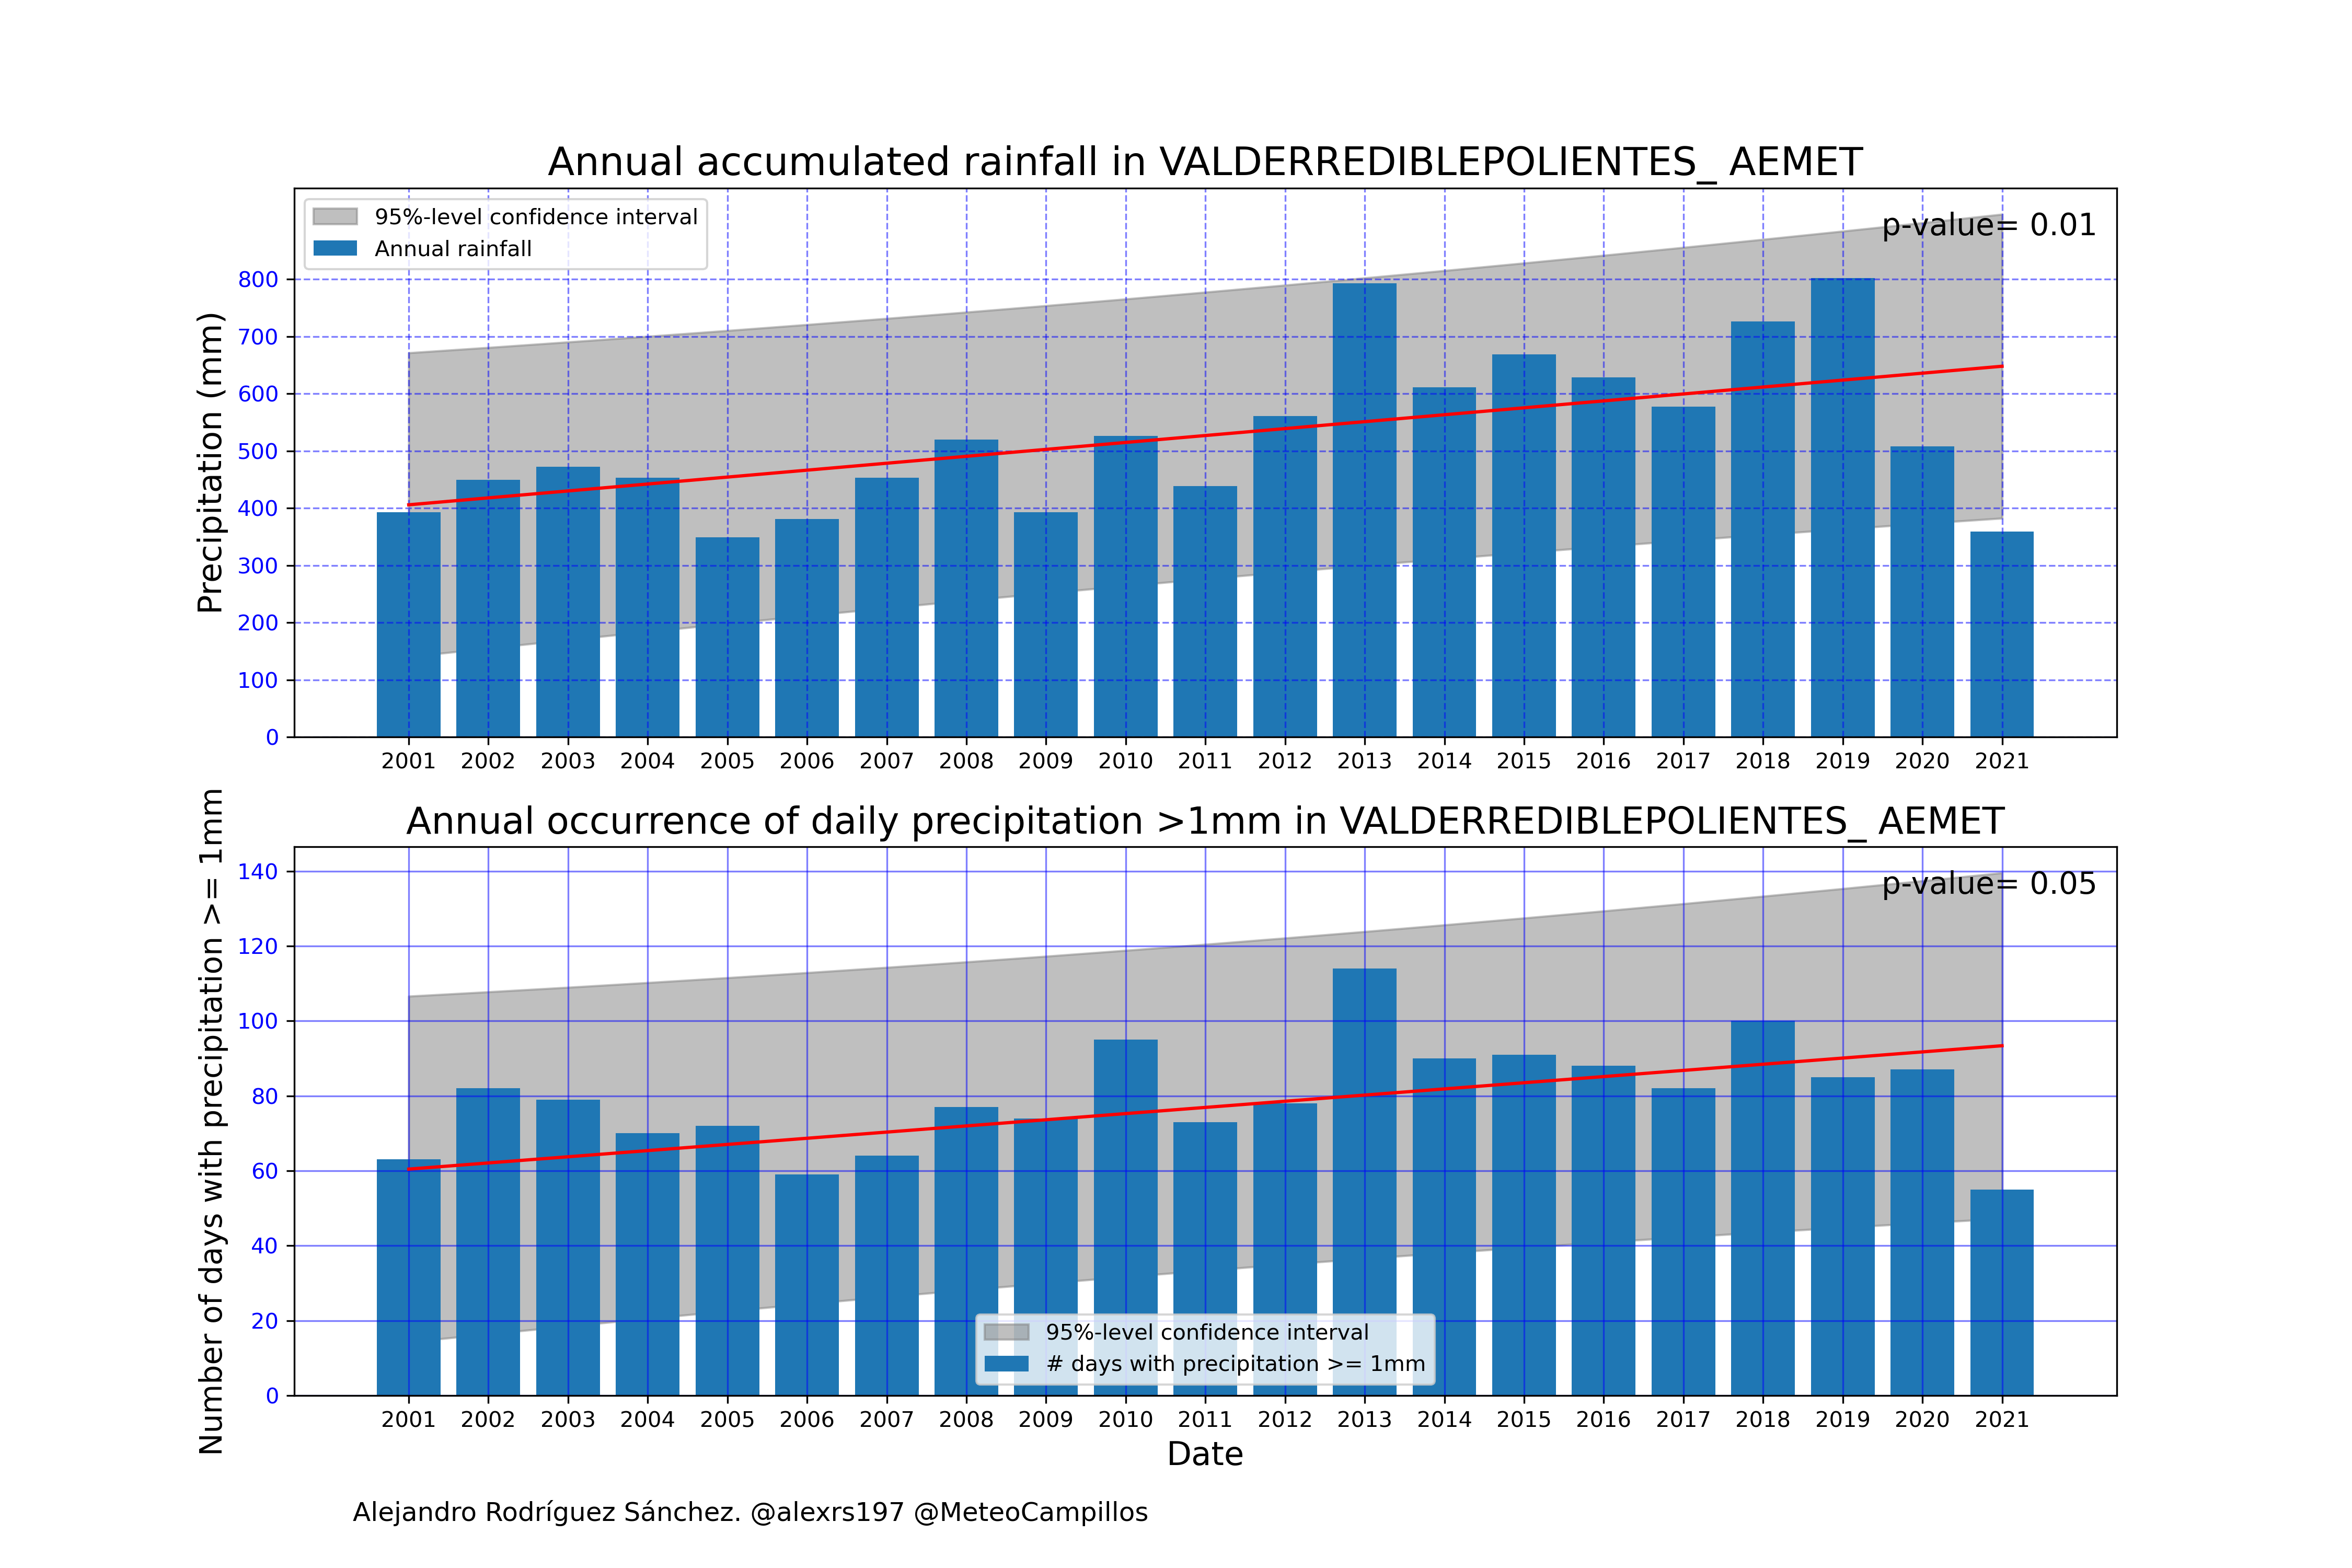 Annual accumulated rainfall in VALDERREDIBLEPOLIENTES_ AEMET
95%-level confidence interval
Annual rainfall
p-value= 0.01
Precipitation (mm)
800
700
600
500
400
300
200
100
0
2001 2002 2003 2004 2005 2006 2007 2008 2009 2010 2011 2012 2013 2014 2015 2016 2017 2018 2019 2020 2021
Annual occurrence of daily precipitation >1mm in VALDERREDIBLEPOLIENTES_ AEMET
p-value= 0.05
Number of days with precipitation >= 1mm
140
120
100
80
60
40
20
0
95%-level confidence interval
# days with precipitation >= 1mm
2001 2002 2003 2004 2005 2006 2007 2008 2009 2010 2011 2012 2013 2014 2015 2016 2017 2018 2019 2020 2021
Date
Alejandro Rodríguez Sánchez. @alexrs197 @MeteoCampillos